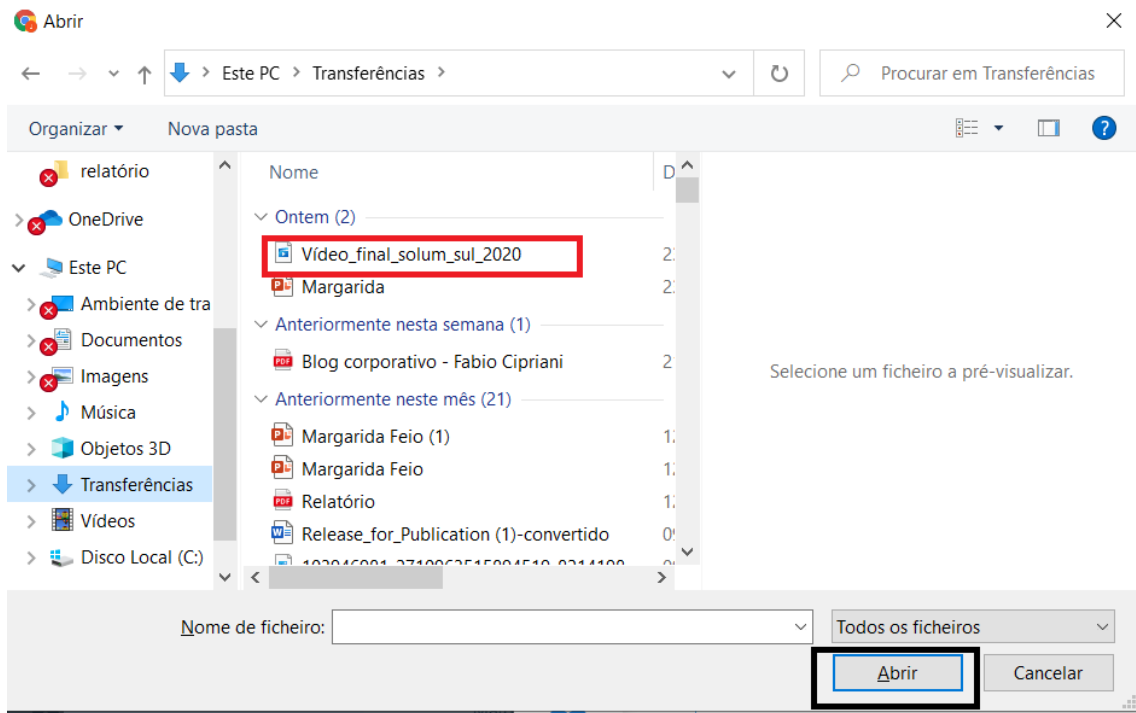 Abrir
Este PC > Transferências >
Procurar em Transferências
Organizar
Nova pasta
?
relatório
OneDrive
Este PC
Ambiente de tra
Documentos
Imagens
Música
Objetos 3D
Transferências
Vídeos
Disco Local (C:)
Nome
D
Ontem (2)
Vídeo_final_solum_sul_2020
Margarida
Anteriormente nesta semana (1)
Blog corporativo - Fabio Cipriani
Anteriormente neste mês (21)
Margarida Feio (1)
Margarida Feio
Relatório
Release_for_Publication (1)-convertido
Selecione um ficheiro a pré-visualizar.
Nome de ficheiro:
Todos os ficheiros
Abrir
Cancelar